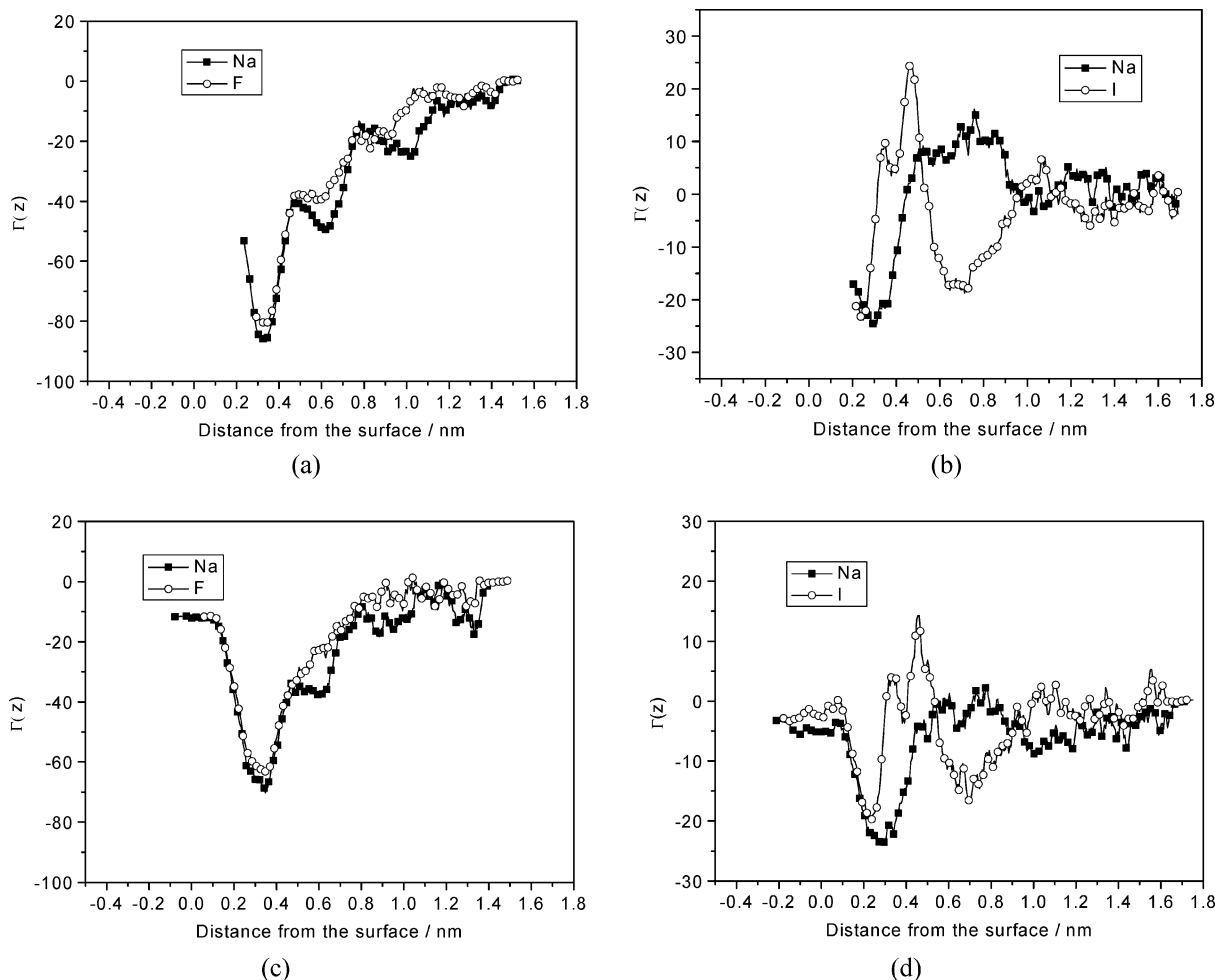 20
0
-20
-40
-60
-80
-100
Γ(z)
Na
F
-0.4 -0.2 0.0 0.2 0.4 0.6 0.8 1.0 1.2 1.4 1.6 1.8
Distance from the surface / nm
(a)
30
20
10
0
-10
-20
-30
Γ(z)
Na
I
-0.4 -0.2 0.0 0.2 0.4 0.6 0.8 1.0 1.2 1.4 1.6 1.8
Distance from the surface / nm
(b)
20
0
-20
-40
-60
-80
-100
Γ(z)
Na
F
-0.4 -0.2 0.0 0.2 0.4 0.6 0.8 1.0 1.2 1.4 1.6 1.8
Distance from the surface / nm
(c)
30
20
10
0
-10
-20
-30
Γ(z)
Na
I
-0.4 -0.2 0.0 0.2 0.4 0.6 0.8 1.0 1.2 1.4 1.6 1.8
Distance from the surface / nm
(d)